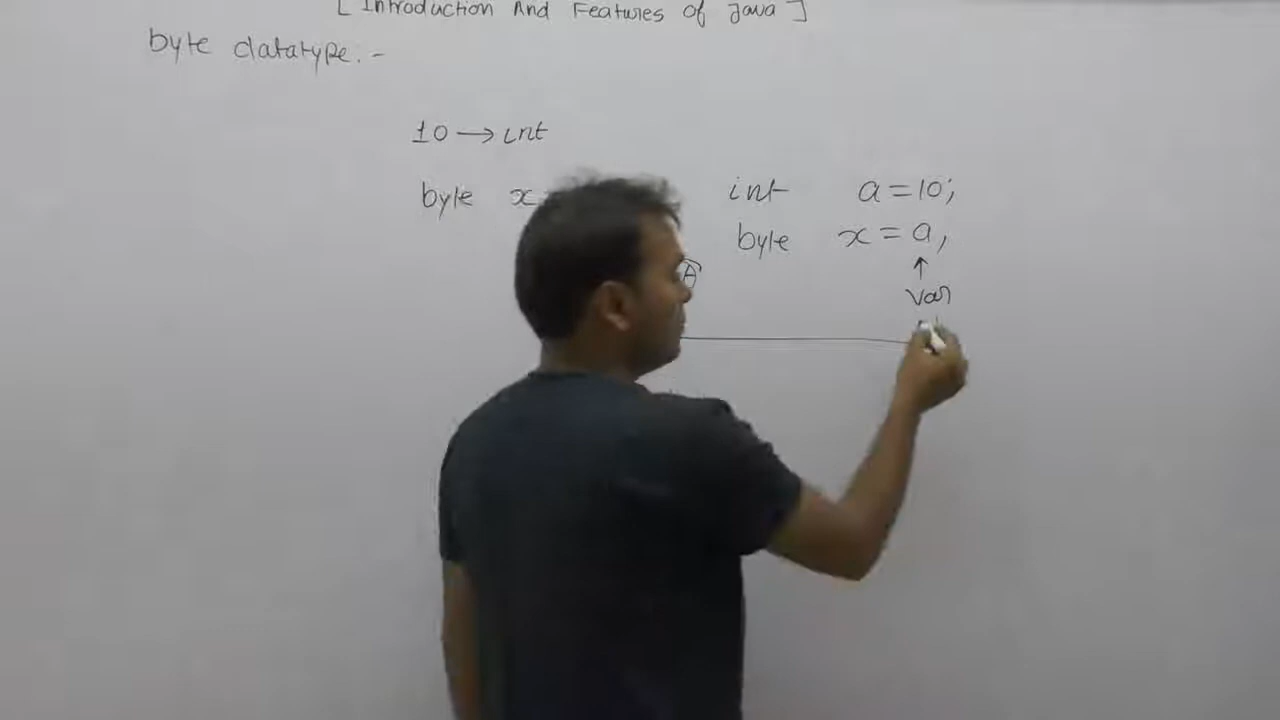 [ Introduction And Features of Java ]
byte datatype. -
10 → int
byte x
int a = 10;
byte x = a,
↑
var
A